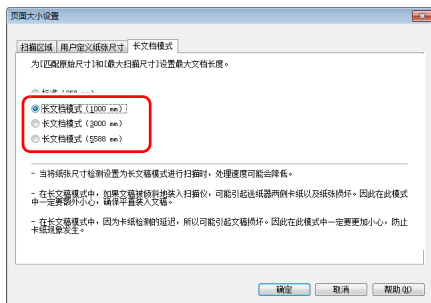 页面大小设置
扫描区域 用户定义纸张尺寸 长文档模式
为[匹配原始尺寸]和[最大扫描尺寸]设置最大文档长度。
长文档模式 (1000 mm)
长文档模式 (3000 mm)
长文档模式 (5588 mm)
- 当将纸张尺寸检测设置为长文稿模式进行扫描时，处理速度可能会降低。
- 在长文稿模式中，如果文稿被倾斜地装入扫描仪，可能引起送纸器两侧卡纸以及纸张损坏。因此在此模式
中一定要额外小心，确保平直装入文稿。
- 在长文稿模式中，因为卡纸检测的延迟，所以可能引起文稿损坏。因此在此模式中一定要更加小心，防止
卡纸现象发生。
确定 取消 帮助(H)